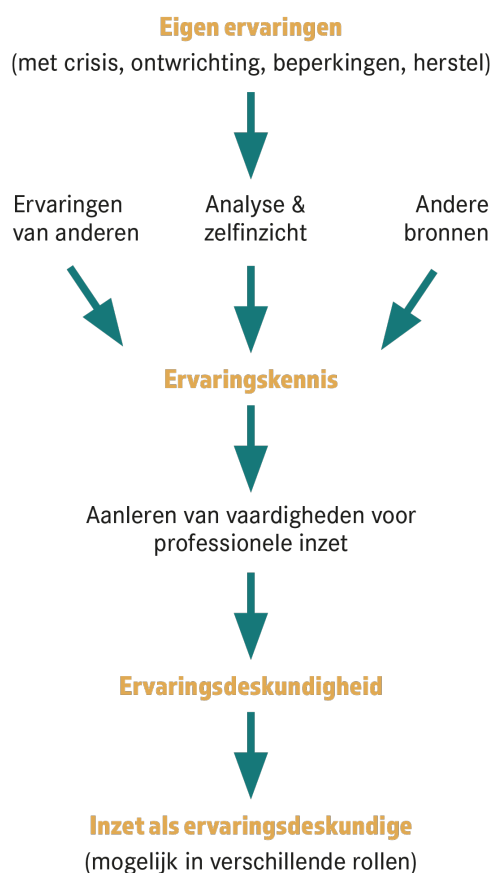 Eigen ervaringen
(met crisis, ontwrichting, beperkingen, herstel)
Ervaringen
van anderen
Analyse &
zelfinzicht
Andere
bronnen
Ervaringskennis
Aanleren van vaardigheden voor
professionele inzet
Ervaringsdeskundigheid
Inzet als ervaringsdeskundige
(mogelijk in verschillende rollen)